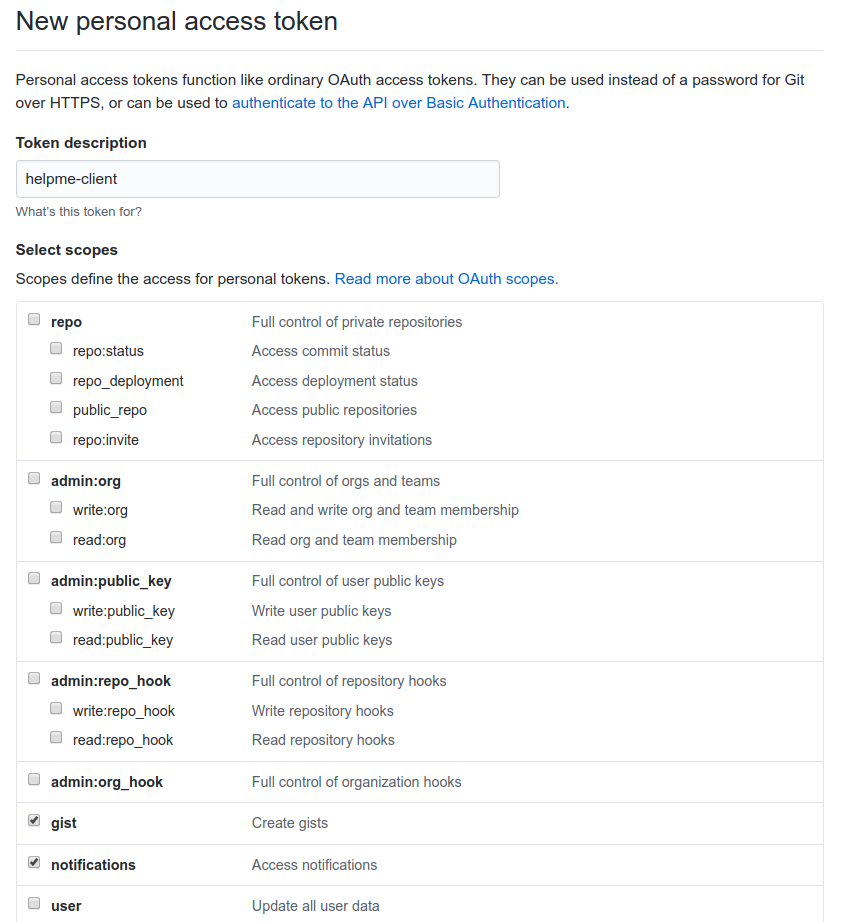 New personal access token
Personal access tokens function like ordinary OAuth access tokens. They can be used instead of a password for Git
over HTTPS, or can be used to authenticate to the API over Basic Authentication.
Token description
helpme-client
What's this token for?
Select scopes
Scopes define the access for personal tokens. Read more about OAuth scopes.
repo Full control of private repositories
repo:status Access commit status
repo_deployment Access deployment status
public_repo Access public repositories
repo:invite Access repository invitations
admin:org Full control of orgs and teams
write:org Read and write org and team membership
read:org Read org and team membership
admin:public_key Full control of user public keys
write:public_key Write user public keys
read:public_key Read user public keys
admin:repo_hook Full control of repository hooks
write:repo_hook Write repository hooks
read:repo_hook Read repository hooks
admin:org_hook Full control of organization hooks
gist Create gists
notifications Access notifications
user Update all user data